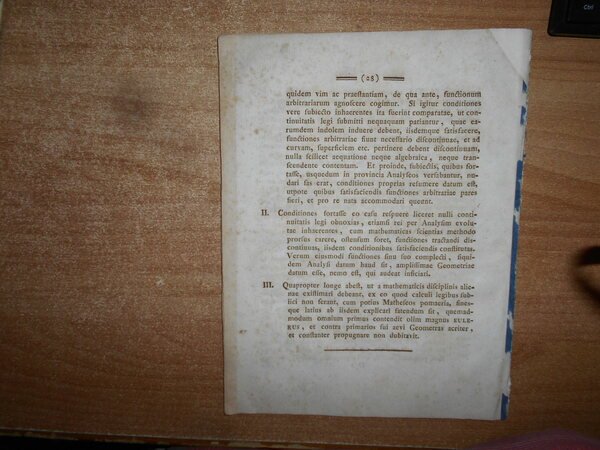 (28)
quidem vim ac praestantiam, de qua ante, functionum
arbitrariarum agnoscere cogimur. Si igitur conditiones
vere subiecto inhaerentes ita fuerint comparatae, ut con-
tinuitatis legi submitti nequaquam patiantur, quae ea-
rumdem indolem induere debent, iisdemque satisfacere,
functiones arbitrariae fiunt necessario discontinuae, et ad
curvam, superficiem etc. pertinere debent discontinuam,
nulla scilicet aequatione neque algebraica, neque tran-
scendente contentam. Et proinde, subiectis, quibus for-
tasse, usquedum in provincia Analyseos versabantur, nu-
dari fas erat, conditiones proprias resumere datum est,
utpote quibus satisfaciendis functiones arbitrariae pares
fieri, et pro re nata accommodari queunt.
II. Conditiones fortasse eo casu respuere liceret nulli conti-
nuitatis legi obnoxias, etiamsi rei per Analysim evolu-
tae inhaerentes, cum mathematicas scientias methodo
prorsus carere, ostensum foret, functiones tractandi dis-
continuas, iisdem conditionibus satisfaciendis constitutas.
Verum eiusmodi functiones sinu suo complecti, siqui-
dem Analysi datum haud sit, amplissimae Geometriae
datum esse, nemo est, qui audeat inficiari.
III. Quapropter longe abest, ut a mathematicis disciplinis alie-
nae existimari debeant, ex eo quod calculi legibus sub-
iici non ferant, cum potius Matheseos pomaeria, fines-
que latius ab iisdem explicari fatendum sit, quemad-
modum omnium primus contendit olim magnus EULE-
RUS, et contra primarios sui aevi Geometras acriter,
et constanter propugnare non dubitavit.
Ctrl